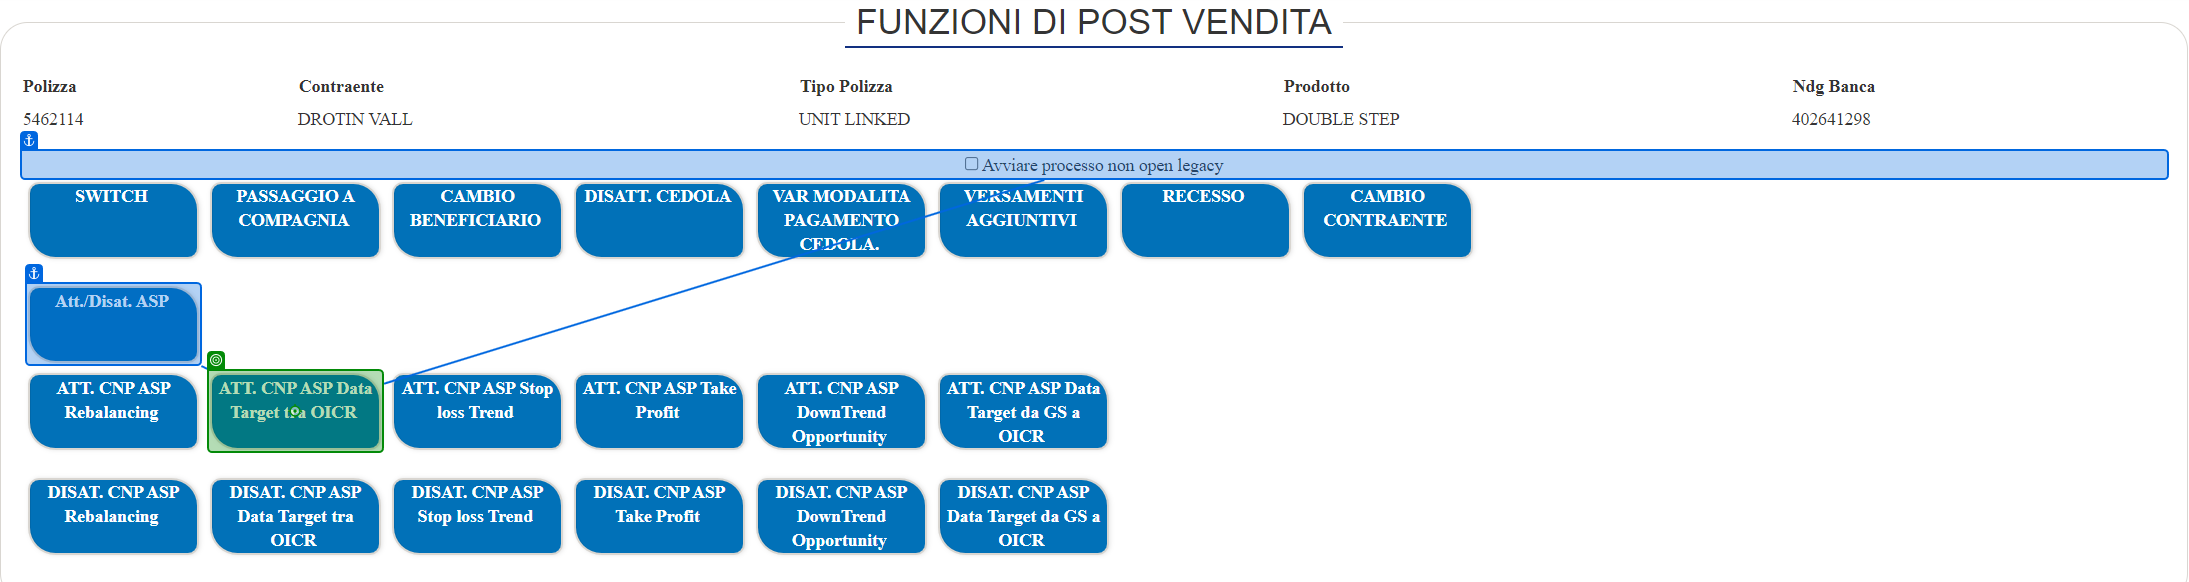 FUNZIONI DI POST VENDITA
Polizza Contraente Tipo Polizza Prodotto Ndg Banca
5462114 DROTIN VALL UNIT LINKED DOUBLE STEP 402641298
Avviare processo non open legacy
SWITCH
PASSAGGIO A
COMPAGNIA
CAMBIO
BENEFICIARIO
DISATT. CEDOLA
VAR MODALITA
PAGAMENTO
CEDOLA.
VERSAMENTI
AGGIUNTIVI
RECESSO
CAMBIO
CONTRAENTE
Att./Disat. ASP
ATT. CNP ASP
Rebalancing
ATT. CNP ASP Data
Target tra OICR
ATT. CNP ASP Stop
loss Trend
ATT. CNP ASP Take
Profit
ATT. CNP ASP
DownTrend
Opportunity
ATT. CNP ASP Data
Target da GS a
OICR
DISAT. CNP ASP
Rebalancing
DISAT. CNP ASP
Data Target tra
OICR
DISAT. CNP ASP
Stop loss Trend
DISAT. CNP ASP
Take Profit
DISAT. CNP ASP
DownTrend
Opportunity
DISAT. CNP ASP
Data Target da GS a
OICR